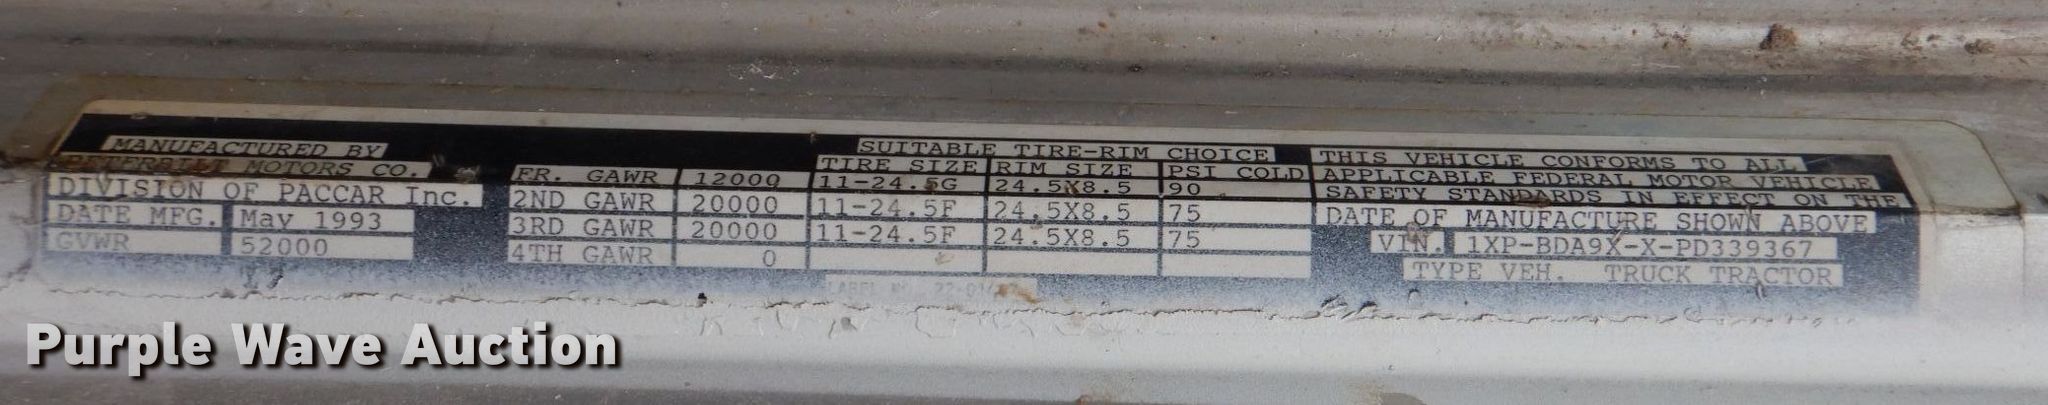 MANUFACTURED BY
PETERBILT MOTORS CO.
DIVISION OF PACCAR Inc.
DATE MFG. May 1993
GVWR 52000
SUITABLE TIRE-RIM CHOICE
TIRE SIZE RIM SIZE PSI COLD
FR. GAWR 12000 11-24.5G 24.5X8.5 90
2ND GAWR 20000 11-24.5F 24.5X8.5 75
3RD GAWR 20000 11-24.5F 24.5X8.5 75
4TH GAWR 0
LABEL
THIS VEHICLE CONFORMS TO ALL
APPLICABLE FEDERAL MOTOR VEHICLE
SAFETY STANDARDS IN EFFECT ON THE
DATE OF MANUFACTURE SHOWN ABOVE
VIN. 1XP-BDA9X-X-PD339367
TYPE VEH. TRUCK TRACTOR
Purple Wave Auction